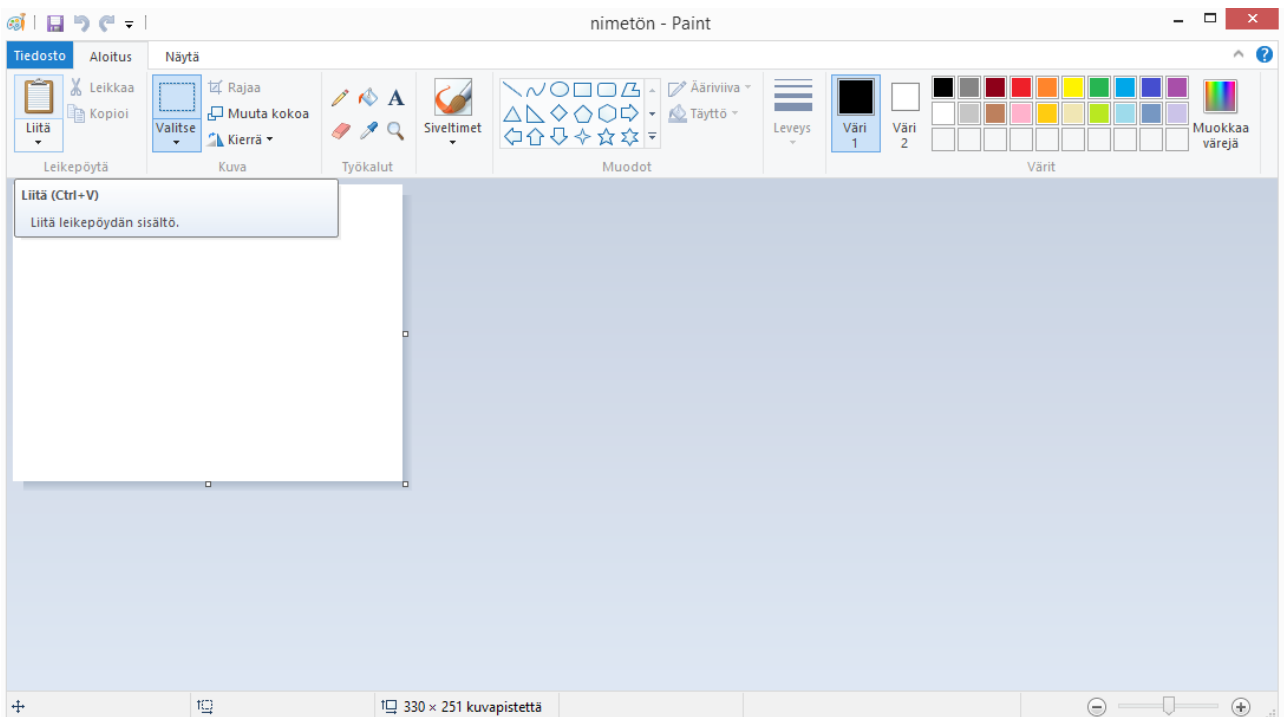 nimetön - Paint
Tiedosto Aloitus Näytä
Liitä
Leikkaa
Kopioi
Leikepöytä
Valitse
Rajaa
Muuta kokoa
Kierrä
Kuva
A
Työkalut
Siveltimet
Ääriviiva
Täyttö
Muodot
Leveys
Väri
1
Väri
2
Muokkaa
värejä
Värit
Liitä (Ctrl+V)
Liitä leikepöydän sisältö.
330 × 251 kuvapistettä